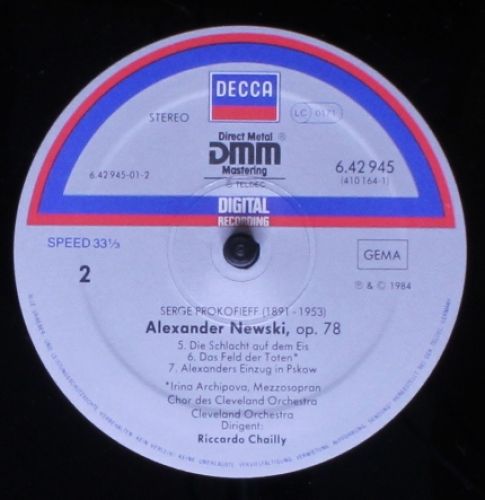 DECCA
STEREO
LC 0171
Direct Metal ®
DMM
Mastering
© TELDEC
6.42945-01-2
6.42 945
(410 164-1)
DIGITAL
RECORDING
SPEED 33⅓
GEMA
2
℗ & © 1984
SERGE PROKOFIEFF (1891 - 1953)
Alexander Newski, op. 78
5. Die Schlacht auf dem Eis
6. Das Feld der Toten*
7. Alexanders Einzug in Pskow
*Irina Archipova, Mezzosopran
Chor des Cleveland Orchestra
Cleveland Orchestra
Dirigent:
Riccardo Chailly